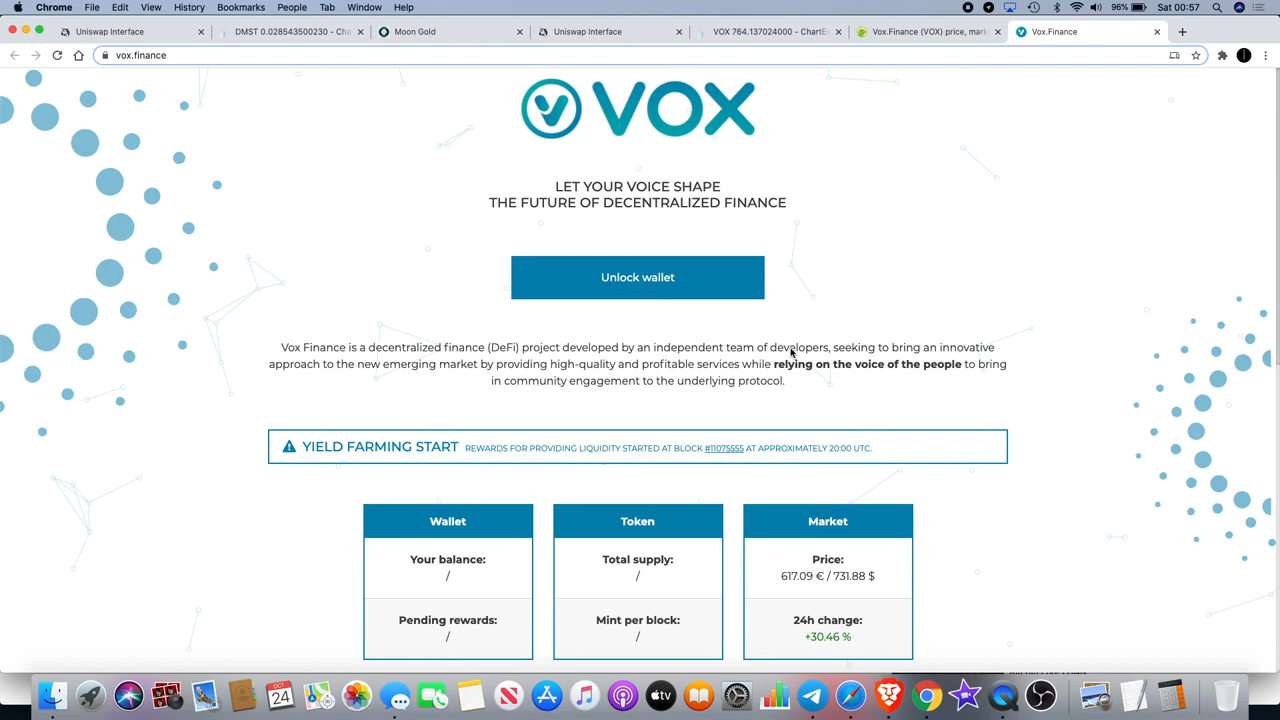 Chrome File Edit View History Bookmarks People Tab Window Help 96% Sat 00:57
Uniswap Interface DMST 0.028543500230 - Cha Moon Gold Uniswap Interface VOX 764.137024000 - ChartE Vox.Finance (VOX) price, mark Vox.Finance
vox.finance
VOX
LET YOUR VOICE SHAPE
THE FUTURE OF DECENTRALIZED FINANCE
Unlock wallet
Vox Finance is a decentralized finance (DeFi) project developed by an independent team of developers, seeking to bring an innovative
approach to the new emerging market by providing high-quality and profitable services while relying on the voice of the people to bring
in community engagement to the underlying protocol.
YIELD FARMING START REWARDS FOR PROVIDING LIQUIDITY STARTED AT BLOCK #11075555 AT APPROXIMATELY 20:00 UTC.
Wallet Token Market
Your balance: Total supply: Price:
/ / 617.09 € / 731.88 $
Pending rewards: Mint per block: 24h change:
/ / +30.46 %
OCT
24
tv